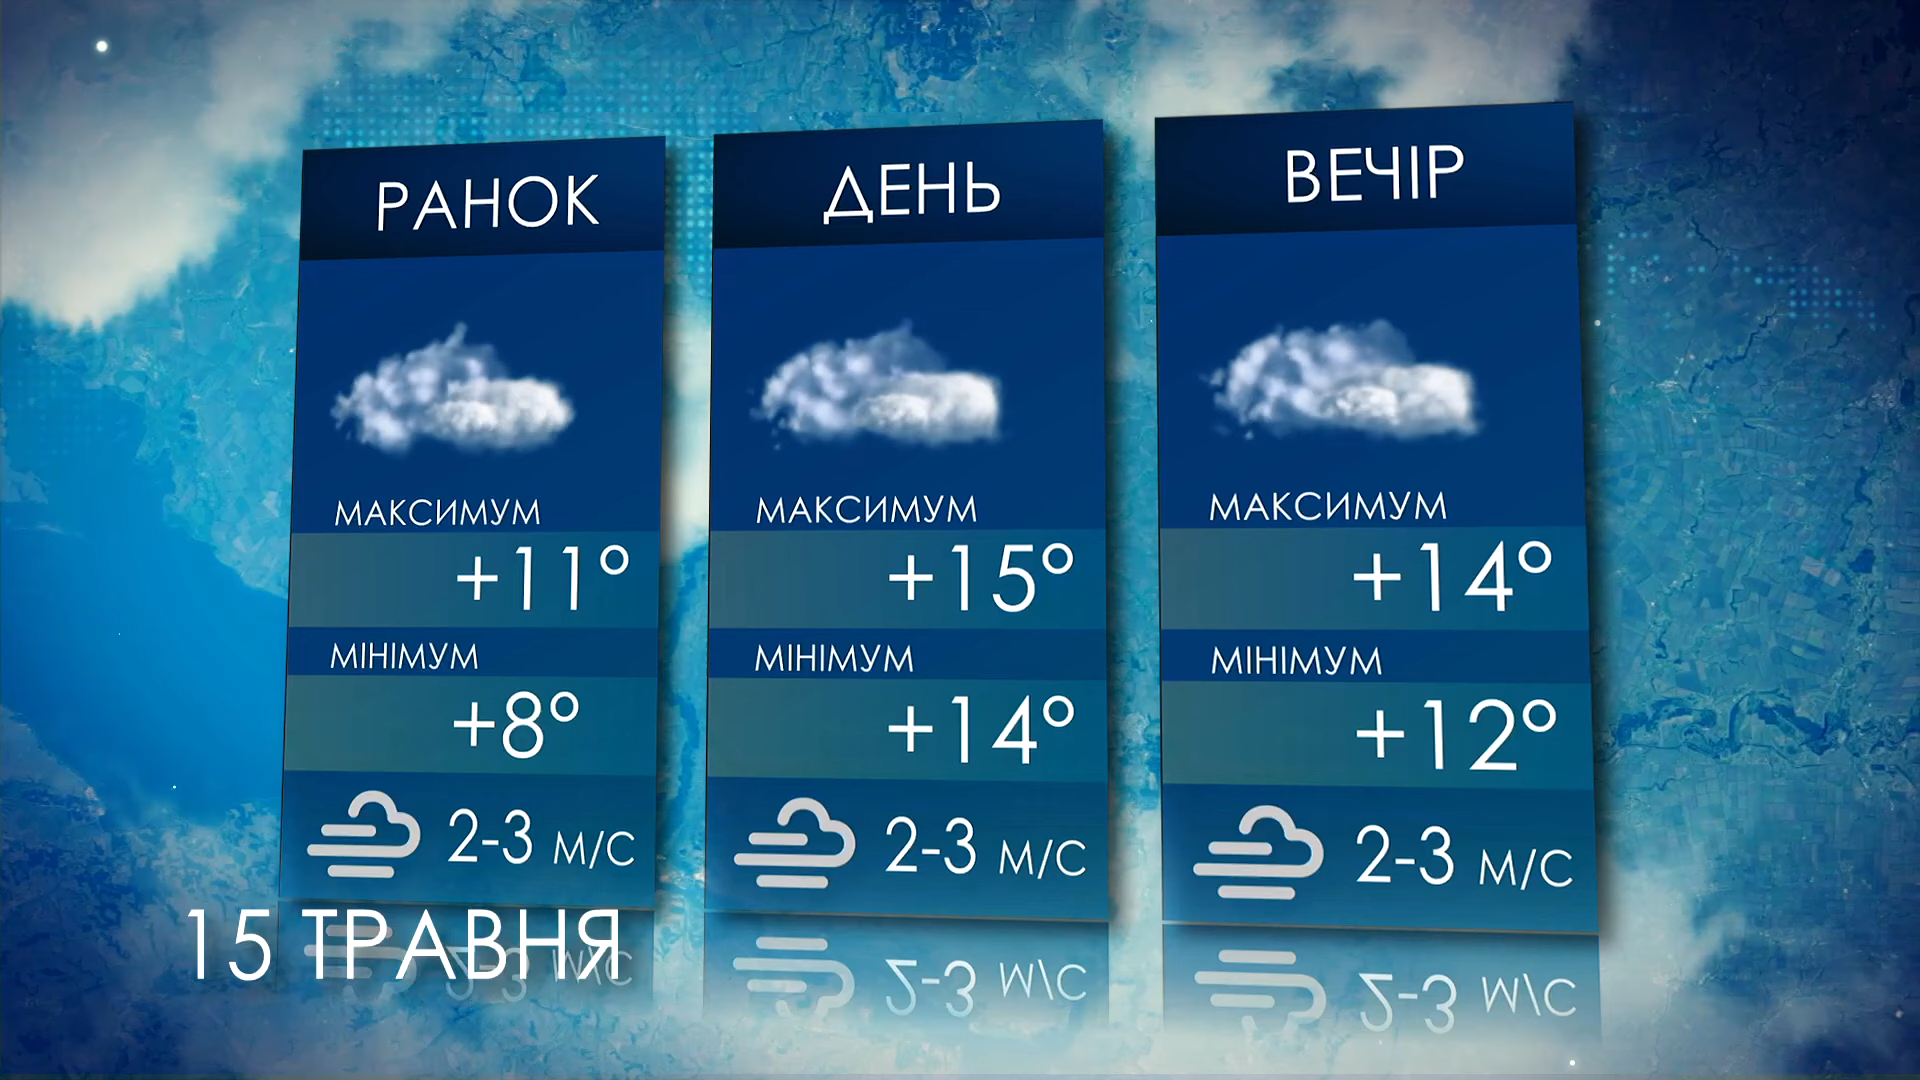 РАНОК
МАКСИМУМ
+11°
МІНІМУМ
+8°
2-3 М/С
ДЕНЬ
МАКСИМУМ
+15°
МІНІМУМ
+14°
2-3 М/С
ВЕЧІР
МАКСИМУМ
+14°
МІНІМУМ
+12°
2-3 М/С
15 ТРАВНЯ